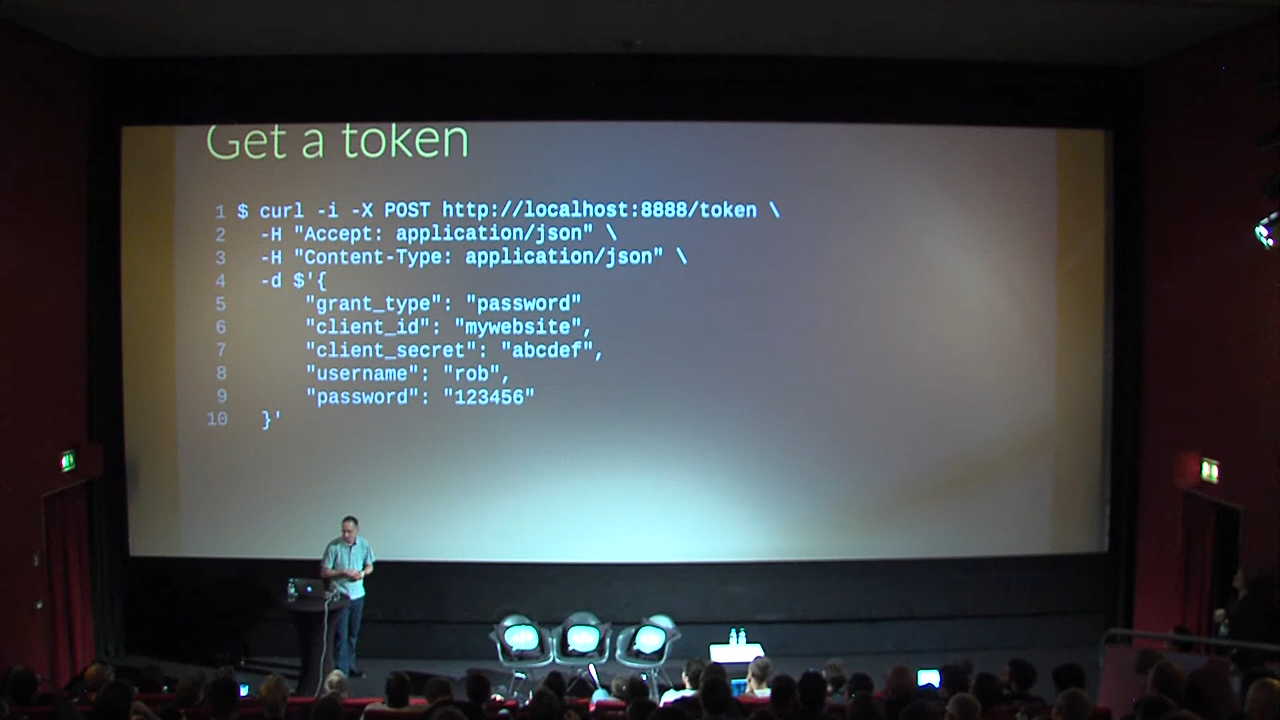 Get a token
1 $ curl -i -X POST http://localhost:8888/token \
2 -H "Accept: application/json" \
3 -H "Content-Type: application/json" \
4 -d $'{
5 "grant_type": "password"
6 "client_id": "mywebsite",
7 "client_secret": "abcdef",
8 "username": "rob",
9 "password": "123456"
10 }'